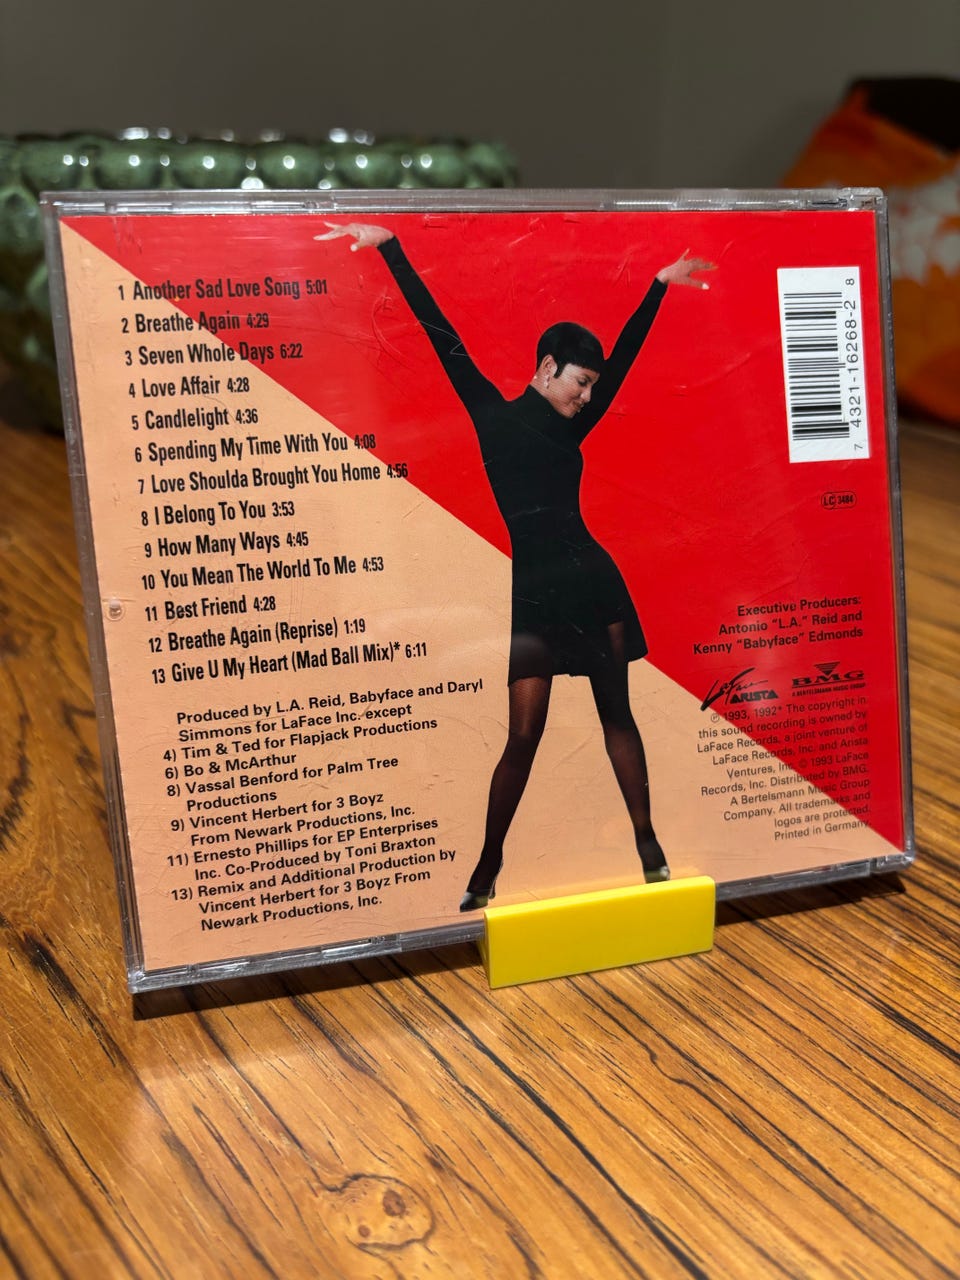 1 Another Sad Love Song 5:01
2 Breathe Again 4:29
3 Seven Whole Days 6:22
4 Love Affair 4:28
5 Candlelight 4:36
6 Spending My Time With You 4:08
7 Love Shoulda Brought You Home 4:56
8 I Belong To You 3:53
9 How Many Ways 4:45
10 You Mean The World To Me 4:53
11 Best Friend 4:28
12 Breathe Again (Reprise) 1:19
13 Give U My Heart (Mad Ball Mix)* 6:11
Produced by L.A. Reid, Babyface and Daryl
Simmons for LaFace Inc. except
4) Tim & Ted for Flapjack Productions
6) Bo & McArthur
8) Vassal Benford for Palm Tree
Productions
9) Vincent Herbert for 3 Boyz
From Newark Productions, Inc.
11) Ernesto Phillips for EP Enterprises
Inc. Co-Produced by Toni Braxton
13) Remix and Additional Production by
Vincent Herbert for 3 Boyz From
Newark Productions, Inc.
7 4321-16268-2 8
LC 3484
Executive Producers:
Antonio "L.A." Reid and
Kenny "Babyface" Edmonds
LaFace
ARISTA
BMG
A BERTELSMANN MUSIC GROUP
℗ 1993, 1992* The copyright in
this sound recording is owned by
LaFace Records, a joint venture of
LaFace Records, Inc. and Arista
Ventures, Inc. © 1993 LaFace
Records, Inc. Distributed by BMG,
A Bertelsmann Music Group
Company. All trademarks and
logos are protected.
Printed in Germany.